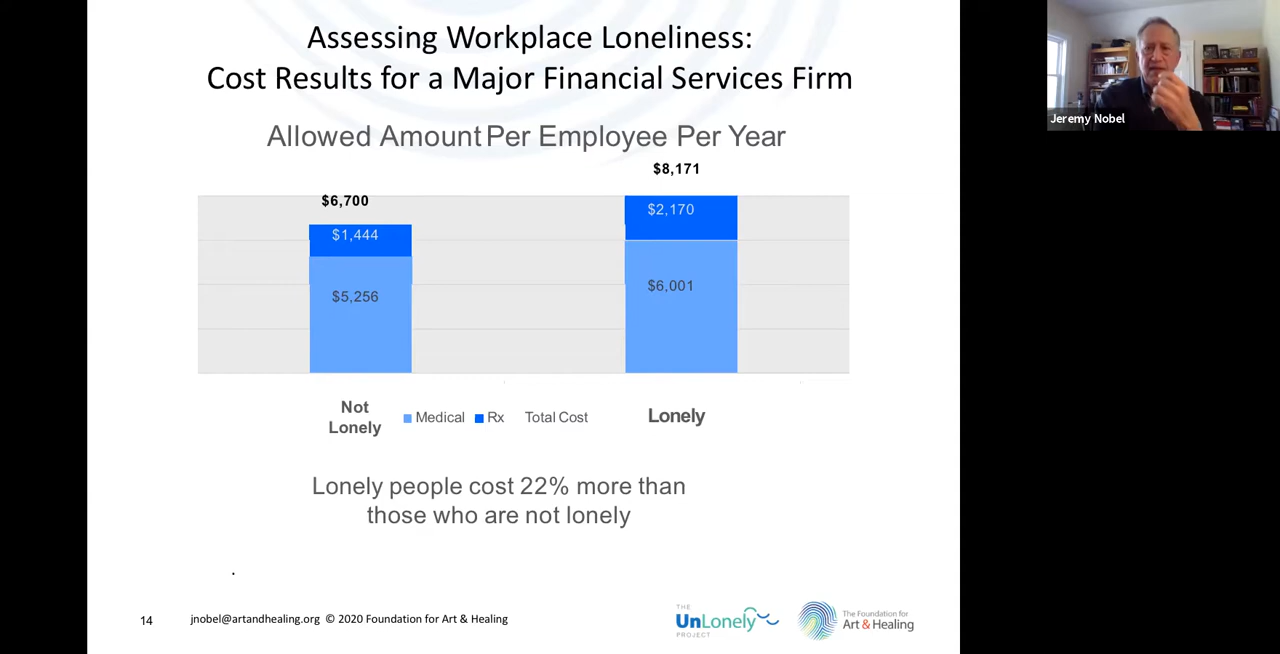 Assessing Workplace Loneliness:
Cost Results for a Major Financial Services Firm
Allowed Amount Per Employee Per Year
$6,700
$8,171
$1,444
$2,170
$5,256
$6,001
Not
Lonely
Medical Rx Total Cost
Lonely
Lonely people cost 22% more than
those who are not lonely
.
14
jnobel@artandhealing.org © 2020 Foundation for Art & Healing
THE
UnLonely
PROJECT
The Foundation for
Art & Healing
Jeremy Nobel